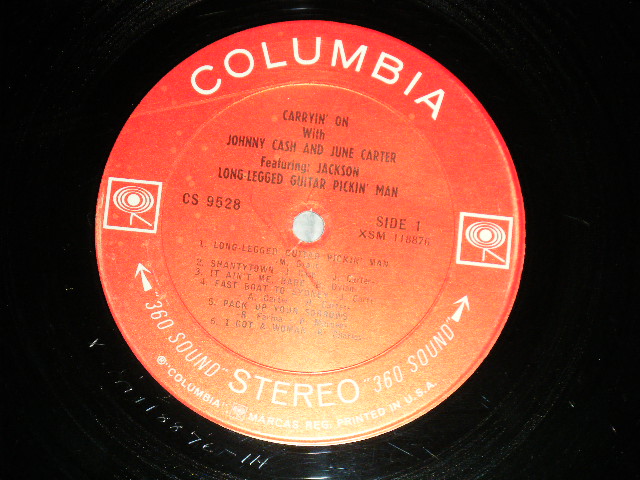 COLUMBIA
CARRYIN' ON
With
JOHNNY CASH AND JUNE CARTER
Featuring: JACKSON
LONG-LEGGED GUITAR PICKIN' MAN
CS 9528
SIDE 1
XSM 118876
1. LONG-LEGGED GUITAR PICKIN' MAN
2. SHANTYTOWN
3. IT AIN'T ME, BABE
4. FAST BOAT TO SYDNEY
5. PACK UP YOUR SORROWS
6. I GOT A WOMAN
"360 SOUND" STEREO "360 SOUND"
® "COLUMBIA" MARCAS REG. PRINTED IN U.S.A.